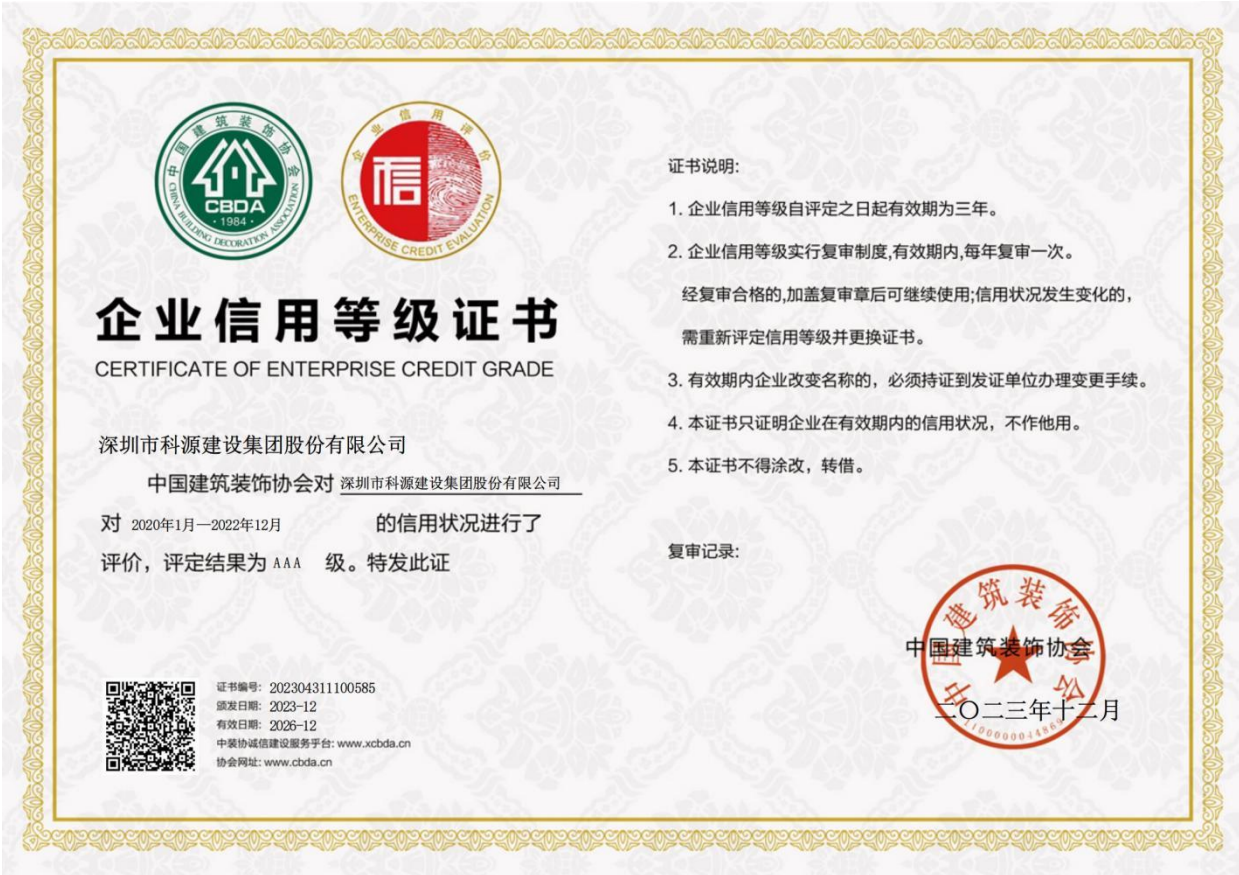 中国建筑装饰协会
CBDA
·1984·
CHINA BUILDING DECORATION ASSOCIATION
企业信用评价
信
ENTERPRISE CREDIT EVALUATION
企业信用等级证书
CERTIFICATE OF ENTERPRISE CREDIT GRADE
深圳市科源建设集团股份有限公司
中国建筑装饰协会对 深圳市科源建设集团股份有限公司
对 2020年1月—2022年12月 的信用状况进行了
评价，评定结果为 AAA 级。特发此证
证书编号: 202304311100585
颁发日期: 2023-12
有效日期: 2026-12
中装协诚信建设服务平台: www.xcbda.cn
协会网址: www.cbda.cn
证书说明:
1. 企业信用等级自评定之日起有效期为三年。
2. 企业信用等级实行复审制度,有效期内,每年复审一次。
经复审合格的,加盖复审章后可继续使用;信用状况发生变化的，
需重新评定信用等级并更换证书。
3. 有效期内企业改变名称的，必须持证到发证单位办理变更手续。
4. 本证书只证明企业在有效期内的信用状况，不作他用。
5. 本证书不得涂改，转借。
复审记录:
中国建筑装饰协会
中国建筑装饰协会
二〇二三年十二月